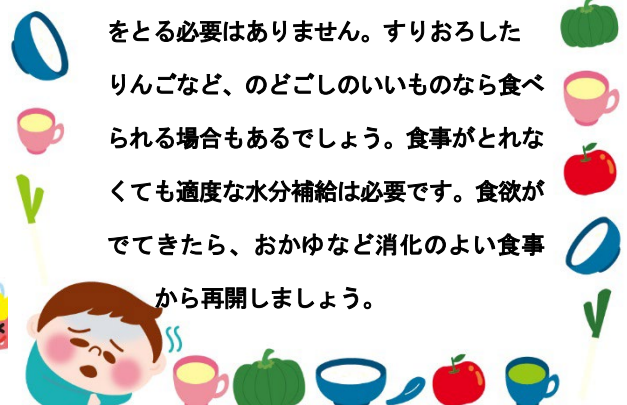 をとる必要はありません。すりおろした
りんごなど、のどごしのいいものなら食べ
られる場合もあるでしょう。食事がとれな
くても適度な水分補給は必要です。食欲が
でてきたら、おかゆなど消化のよい食事
から再開しましょう。